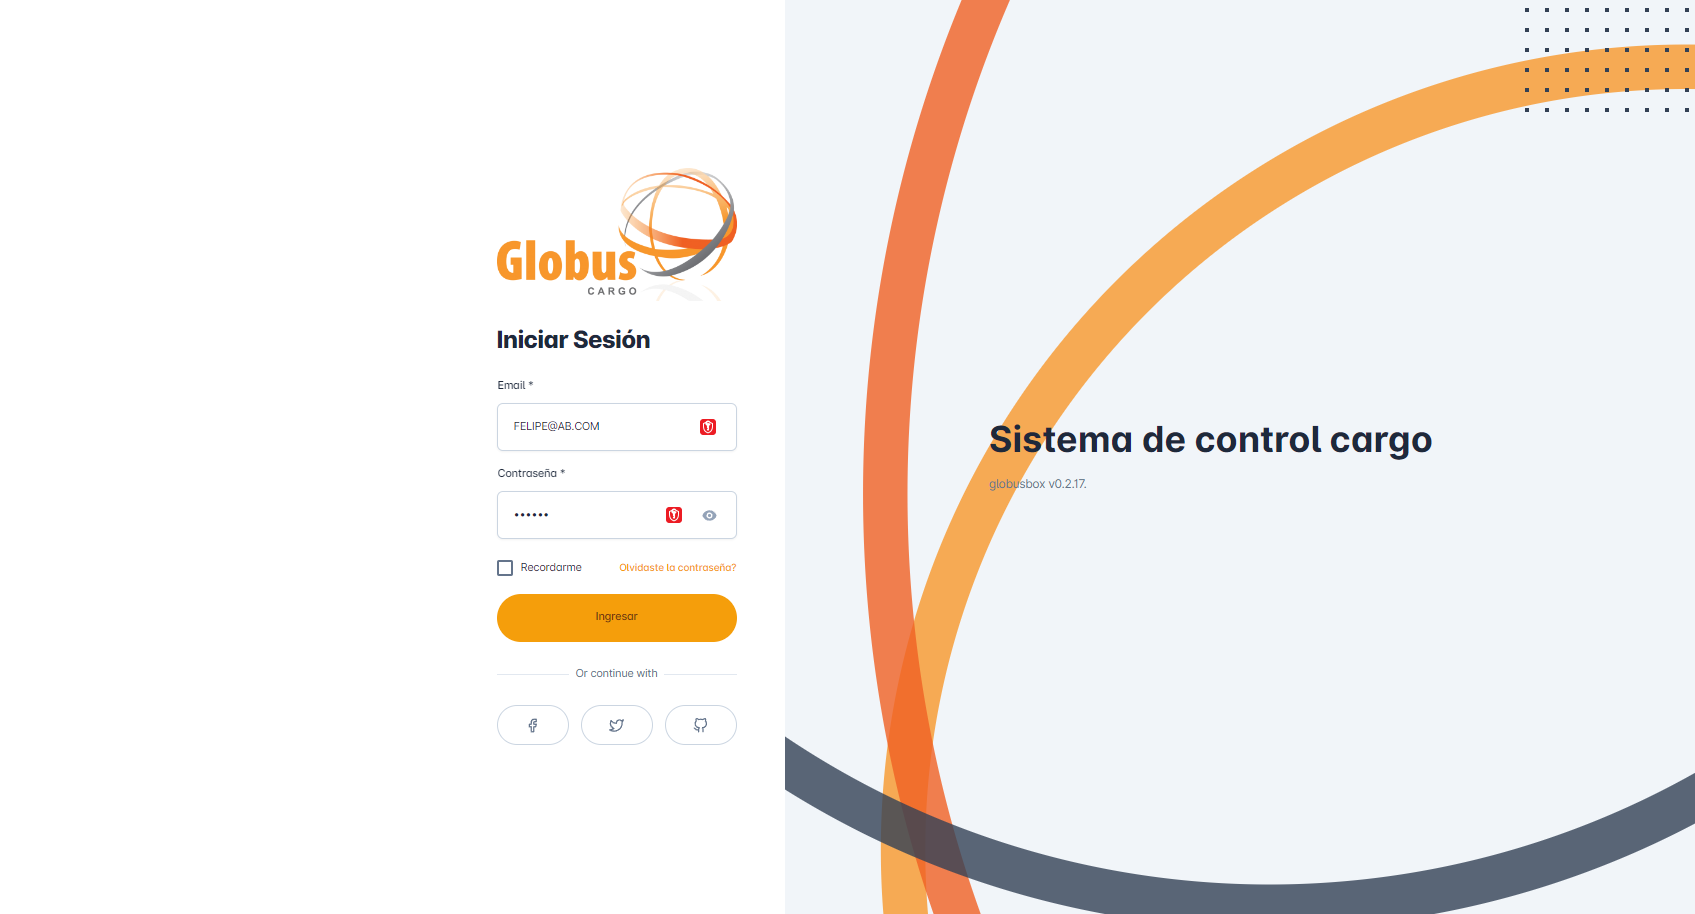 Globus
CARGO
Iniciar Sesión
Email *
FELIPE@AB.COM
Contraseña *
••••••
Recordarme
Olvidaste la contraseña?
Ingresar
Or continue with
Sistema de control cargo
globusbox v0.2.17.